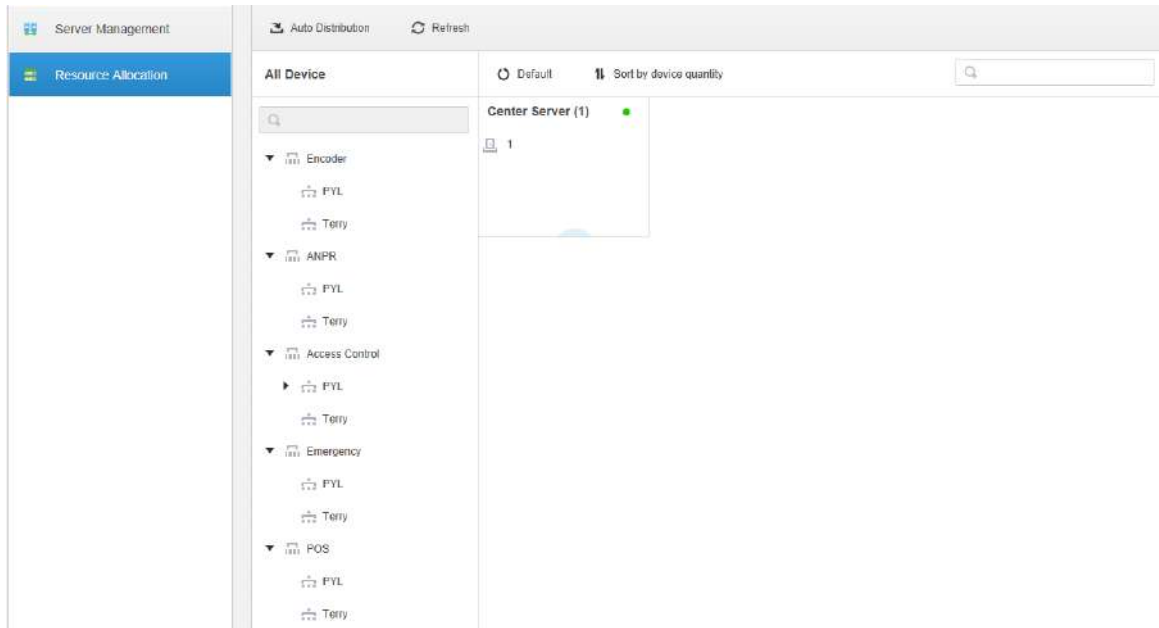 Server Management
Resource Allocation
Auto Distribution Refresh
All Device
Default Sort by device quantity
Center Server (1)
1
Encoder
PYL
Terry
ANPR
PYL
Terry
Access Control
PYL
Terry
Emergency
PYL
Terry
POS
PYL
Terry